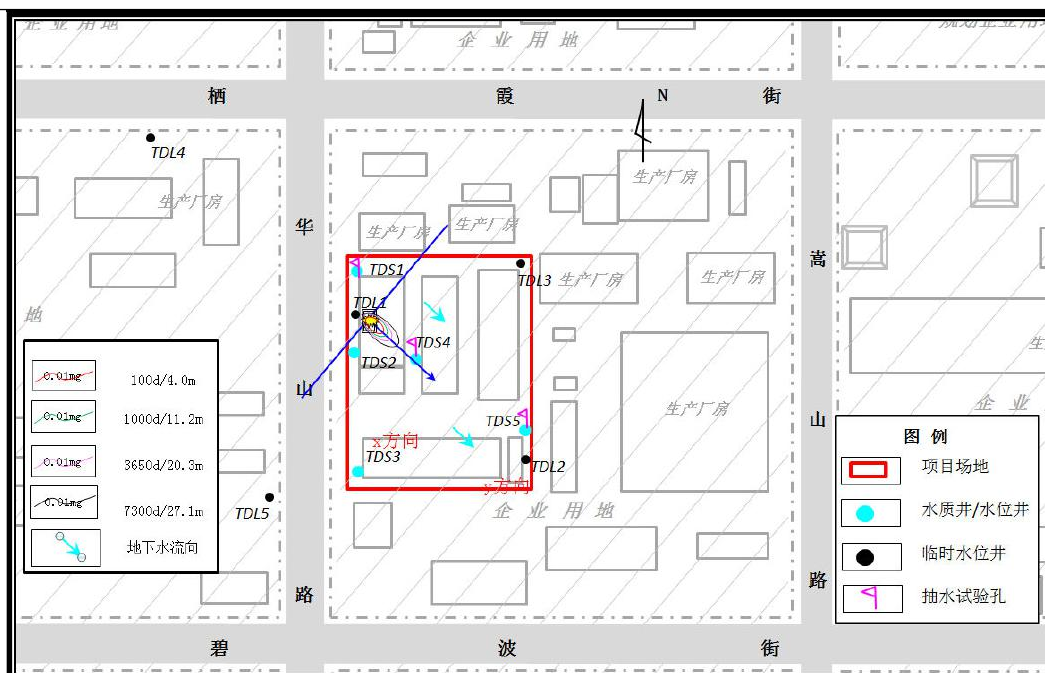 企业用地
规划企业用地
企业用地
栖霞街
N
TDL4
生产厂房
生产厂房
华山路
生产厂房
生产厂房
嵩山路
TDS1
TDL3
生产厂房
生产厂房
TDL1
地
TDS4
TDS2
生
0.01mg 100d/4.0m
0.01mg 1000d/11.2m
0.01mg 3650d/20.3m
0.01mg 7300d/27.1m
地下水流向
生产厂房
企业
TDS5
x方向
TDS3
TDL2
y方向
TDL5
企业用地
图例
项目场地
水质井/水位井
临时水位井
抽水试验孔
碧波街